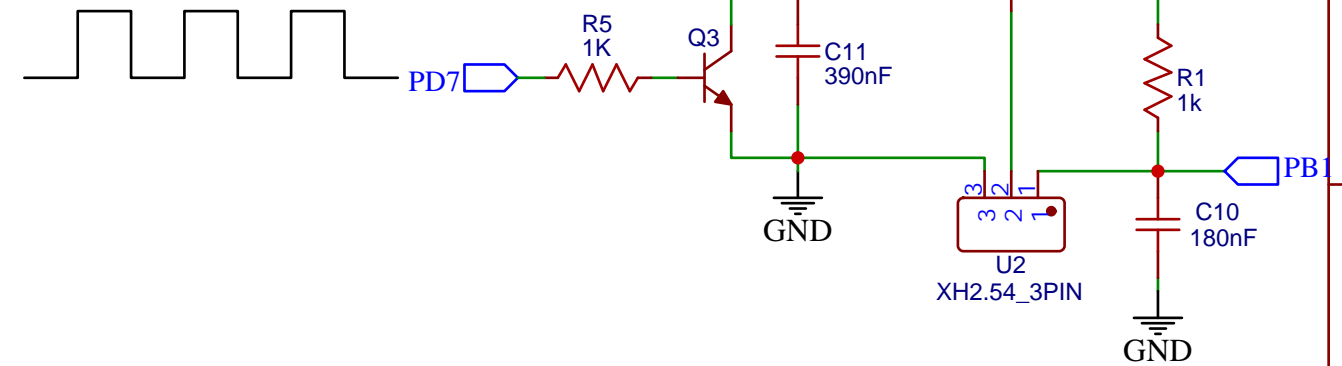 R5
1K
PD7
Q3
C11
390nF
GND
R1
1k
PB1
3 2 1
3 2 1
U2
XH2.54_3PIN
C10
180nF
GND